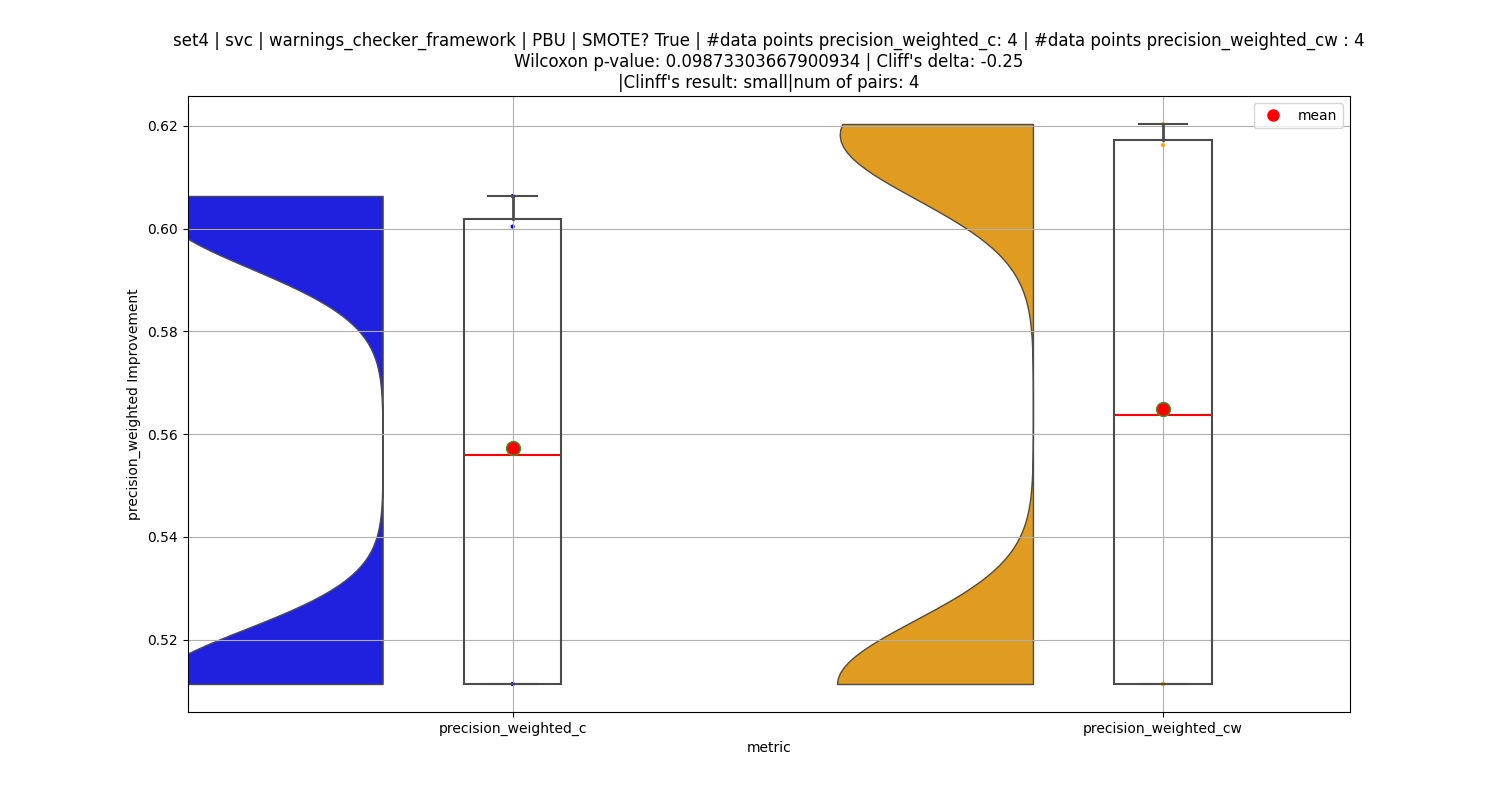 set4 | svc | warnings_checker_framework | PBU | SMOTE? True | #data points precision_weighted_c: 4 | #data points precision_weighted_cw : 4
Wilcoxon p-value: 0.09873303667900934 | Cliff's delta: -0.25
|Clinff's result: small|num of pairs: 4
mean
0.62
0.60
0.58
0.56
0.54
0.52
precision_weighted Improvement
precision_weighted_c
precision_weighted_cw
metric